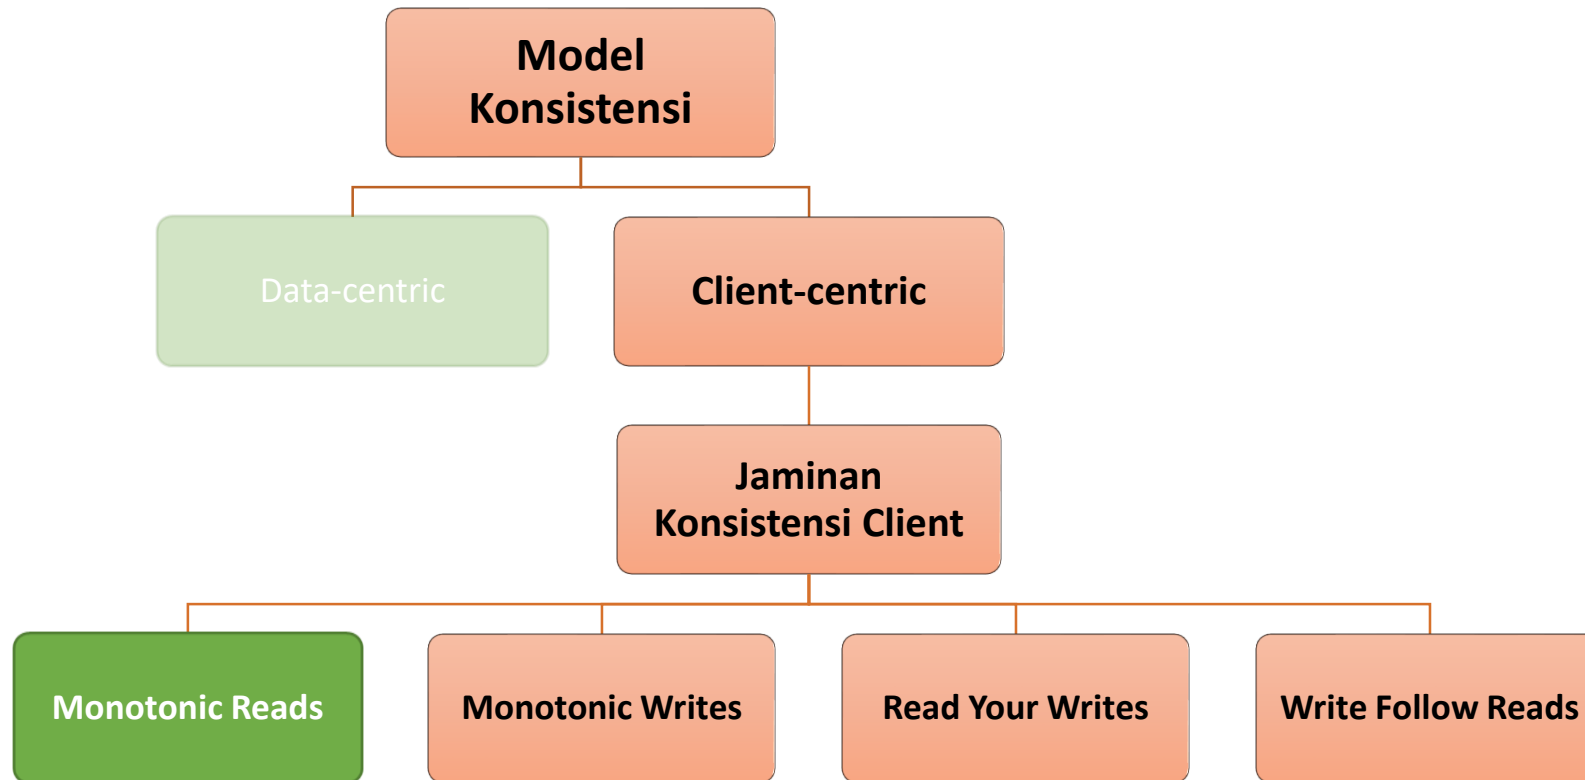 Model
Konsistensi
Data-centric
Client-centric
Jaminan
Konsistensi Client
Monotonic Reads
Monotonic Writes
Read Your Writes
Write Follow Reads